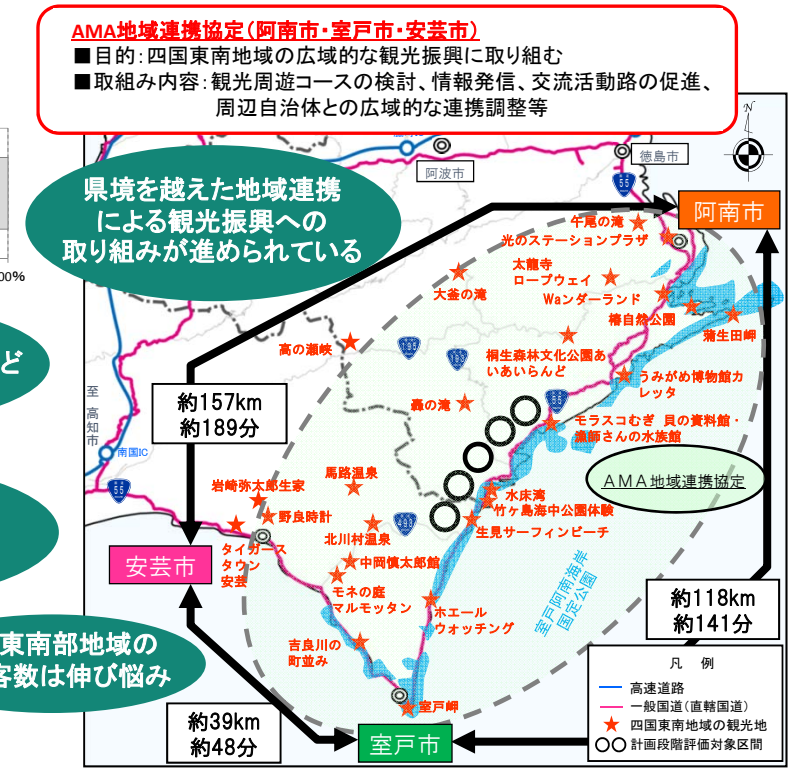 AMA地域連携協定(阿南市・室戸市・安芸市)
■目的:四国東南地域の広域的な観光振興に取り組む
■取組み内容:観光周遊コースの検討、情報発信、交流活動路の促進、
周辺自治体との広域的な連携調整等
県境を越えた地域連携
による観光振興への
取り組みが進められている
00%
ど
東南部地域の
客数は伸び悩み
N
徳島市
阿波市
55
阿南市
午尾の滝
光のステーションプラザ
太龍寺
ロープウェイ
大釜の滝
Waンダーランド
椿自然公園
蒲生田岬
高の瀬峡
195
193
桐生森林文化公園あ
いあいらんど
うみがめ博物館カ
レッタ
轟の滝
55
モラスコむぎ 貝の資料館・
漁師さんの水族館
約157km
約189分
至 高知市
南国IC
55
AMA地域連携協定
岩崎弥太郎生家
馬路温泉
水床湾
竹ヶ島海中公園体験
野良時計
493
生見サーフィンビーチ
北川村温泉
タイガース
タウン
安芸
安芸市
中岡慎太郎館
モネの庭
マルモッタン
ホエール
ウォッチング
室戸阿南海岸
国定公園
約118km
約141分
吉良川の
町並み
室戸岬
約39km
約48分
室戸市
凡 例
高速道路
一般国道(直轄国道)
四国東南地域の観光地
計画段階評価対象区間